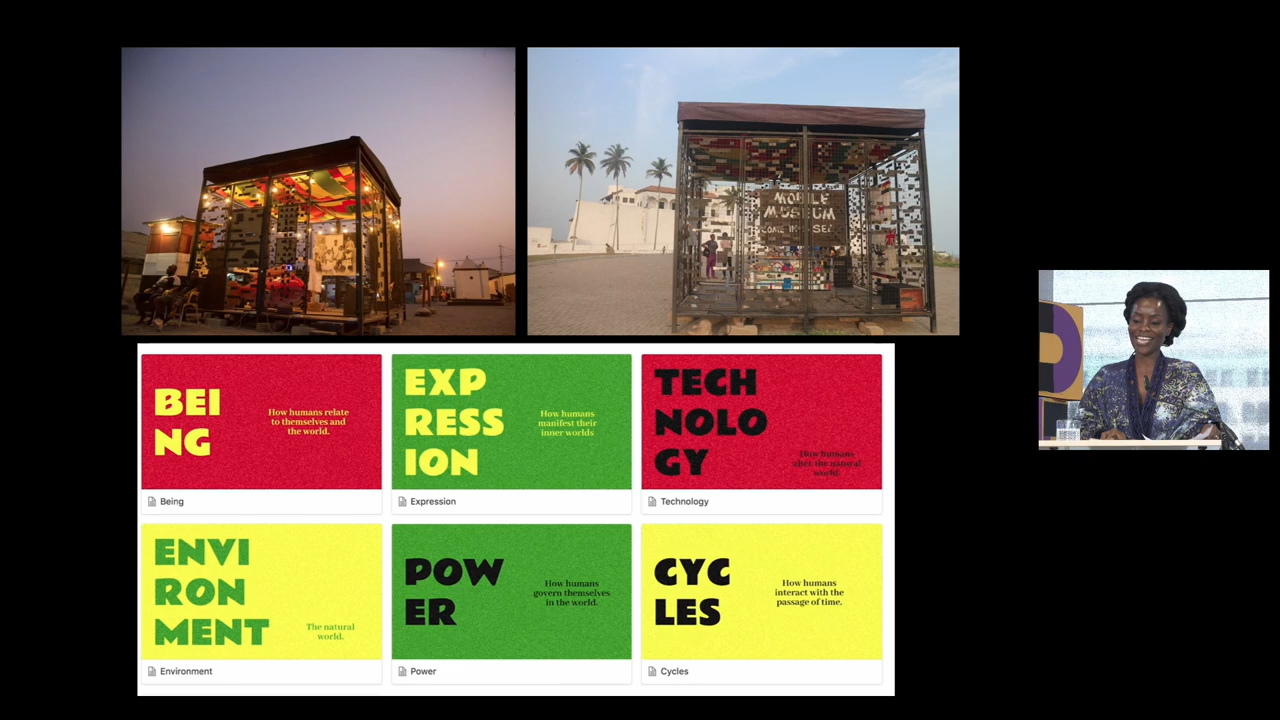 MOBILE
MUSEUM
COME IN & SEE
BEI
NG
How humans relate
to themselves and
the world.
Being
EXP
RESS
ION
How humans
manifest their
inner worlds
Expression
TECH
NOLO
GY
How humans
alter the natural
world.
Technology
ENVI
RON
MENT
The natural
world.
Environment
POW
ER
How humans
govern themselves
in the world.
Power
CYC
LES
How humans
interact with the
passage of time.
Cycles